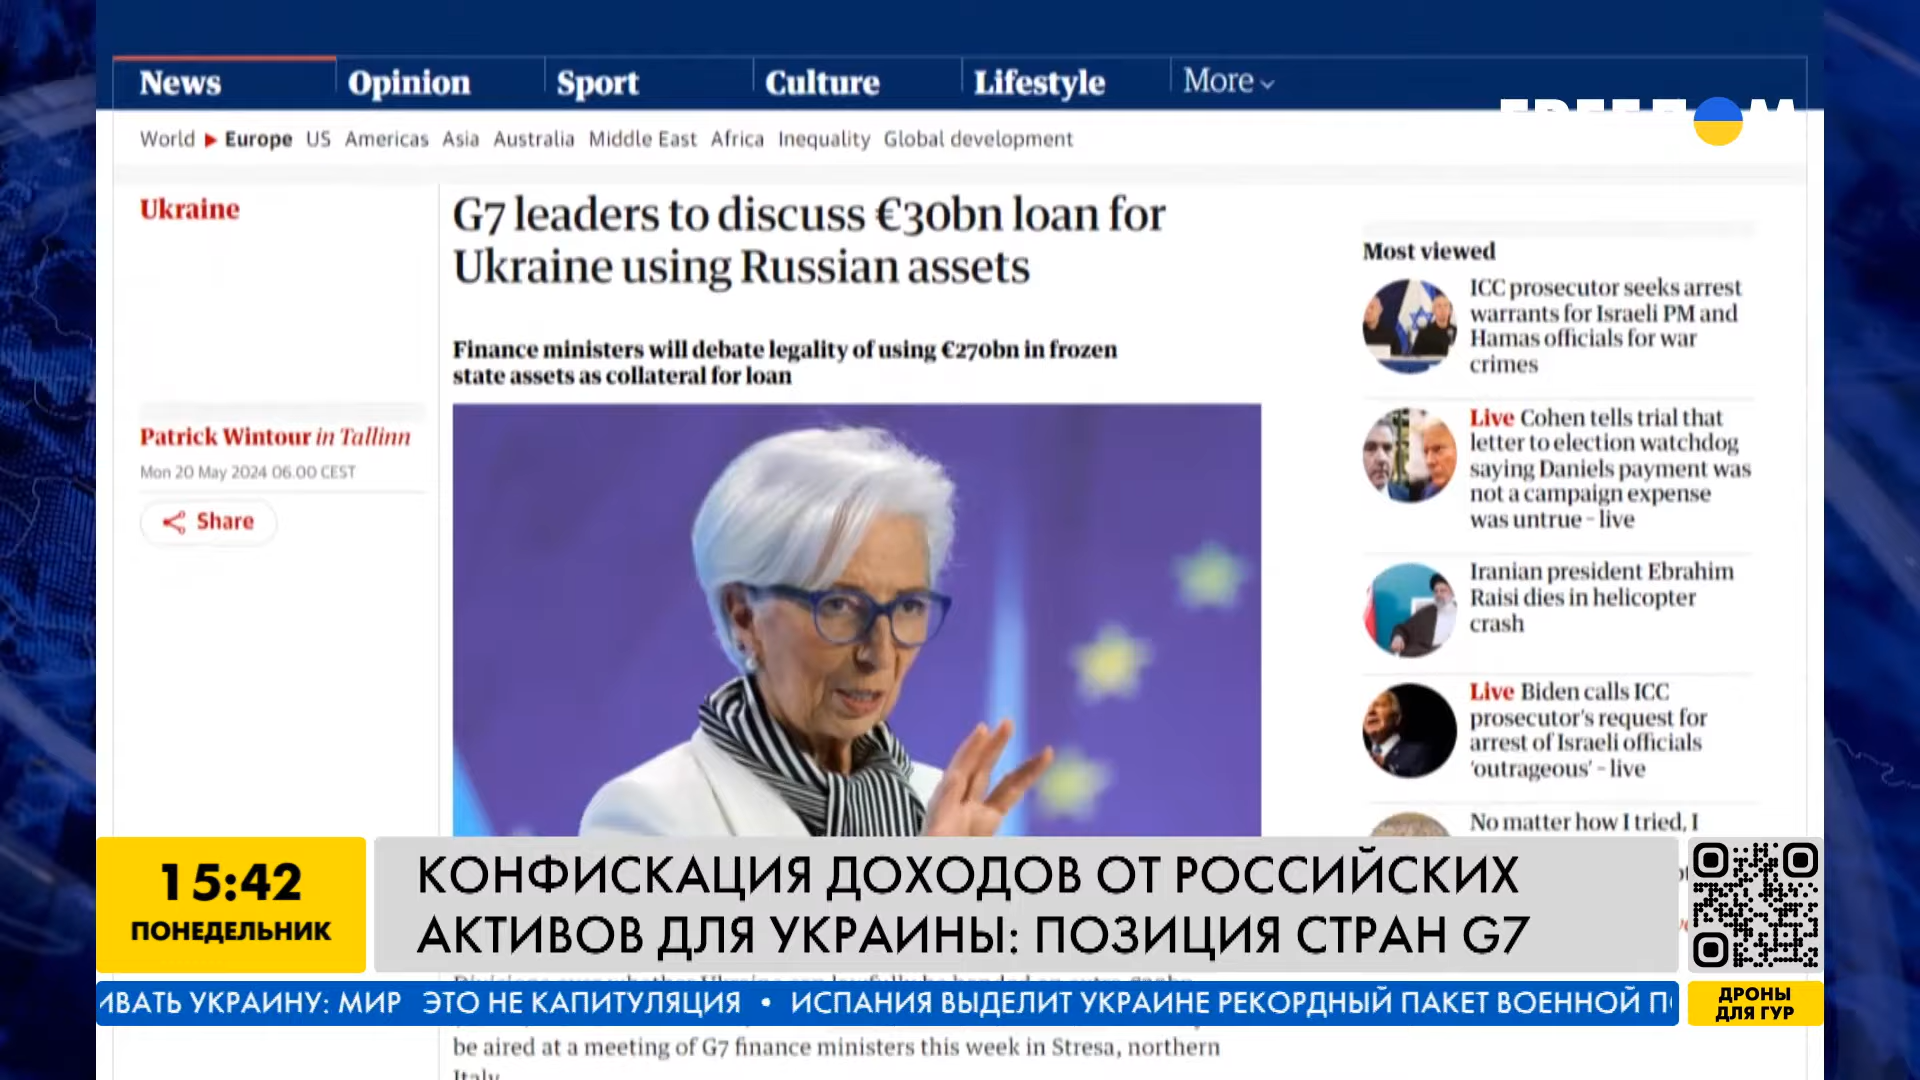 News Opinion Sport Culture Lifestyle More
World Europe US Americas Asia Australia Middle East Africa Inequality Global development
Ukraine
G7 leaders to discuss €30bn loan for
Ukraine using Russian assets
Finance ministers will debate legality of using €270bn in frozen
state assets as collateral for loan
Patrick Wintour in Tallinn
Mon 20 May 2024 06.00 CEST
Share
Most viewed
ICC prosecutor seeks arrest
warrants for Israeli PM and
Hamas officials for war
crimes
Live Cohen tells trial that
letter to election watchdog
saying Daniels payment was
not a campaign expense
was untrue – live
Iranian president Ebrahim
Raisi dies in helicopter
crash
Live Biden calls ICC
prosecutor's request for
arrest of Israeli officials
'outrageous' – live
No matter how I tried, I
15:42
ПОНЕДЕЛЬНИК
КОНФИСКАЦИЯ ДОХОДОВ ОТ РОССИЙСКИХ
АКТИВОВ ДЛЯ УКРАИНЫ: ПОЗИЦИЯ СТРАН G7
ИВАТЬ УКРАИНУ: МИР ЭТО НЕ КАПИТУЛЯЦИЯ • ИСПАНИЯ ВЫДЕЛИТ УКРАИНЕ РЕКОРДНЫЙ ПАКЕТ ВОЕННОЙ П
ДРОНЫ
ДЛЯ ГУР
be aired at a meeting of G7 finance ministers this week in Stresa, northern
Italy